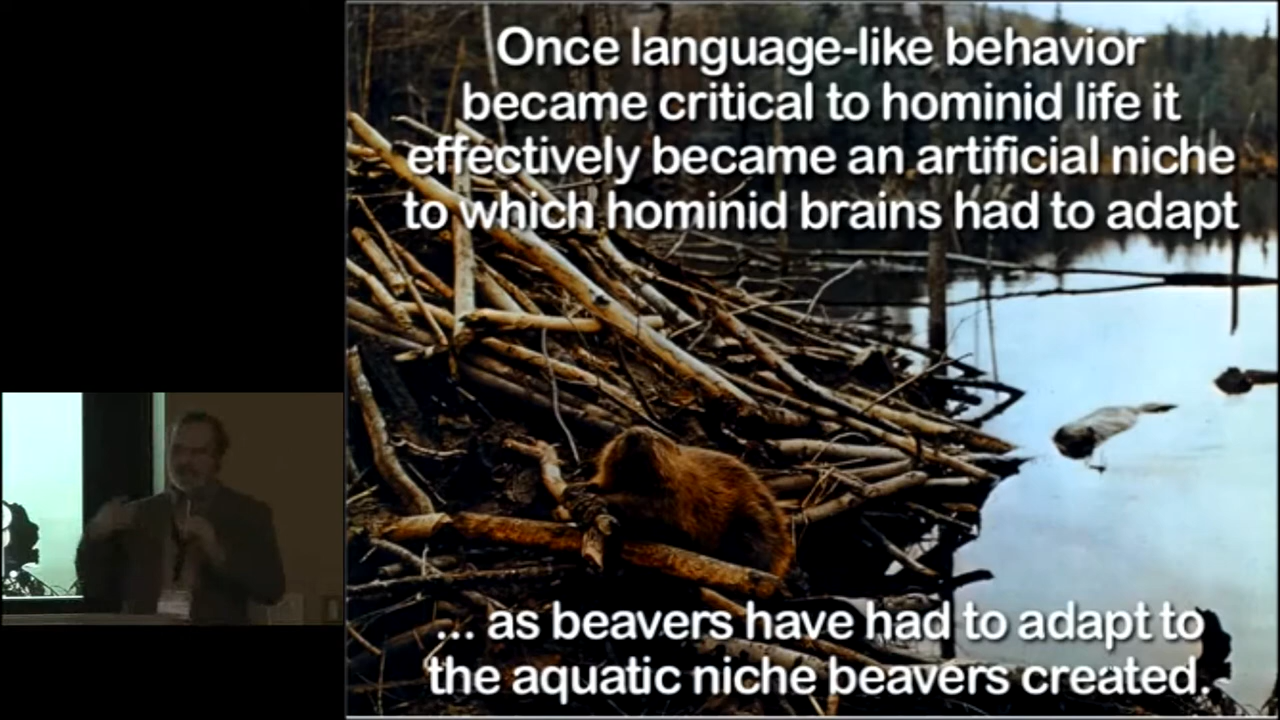 Once language-like behavior
became critical to hominid life it
effectively became an artificial niche
to which hominid brains had to adapt
... as beavers have had to adapt to
the aquatic niche beavers created.